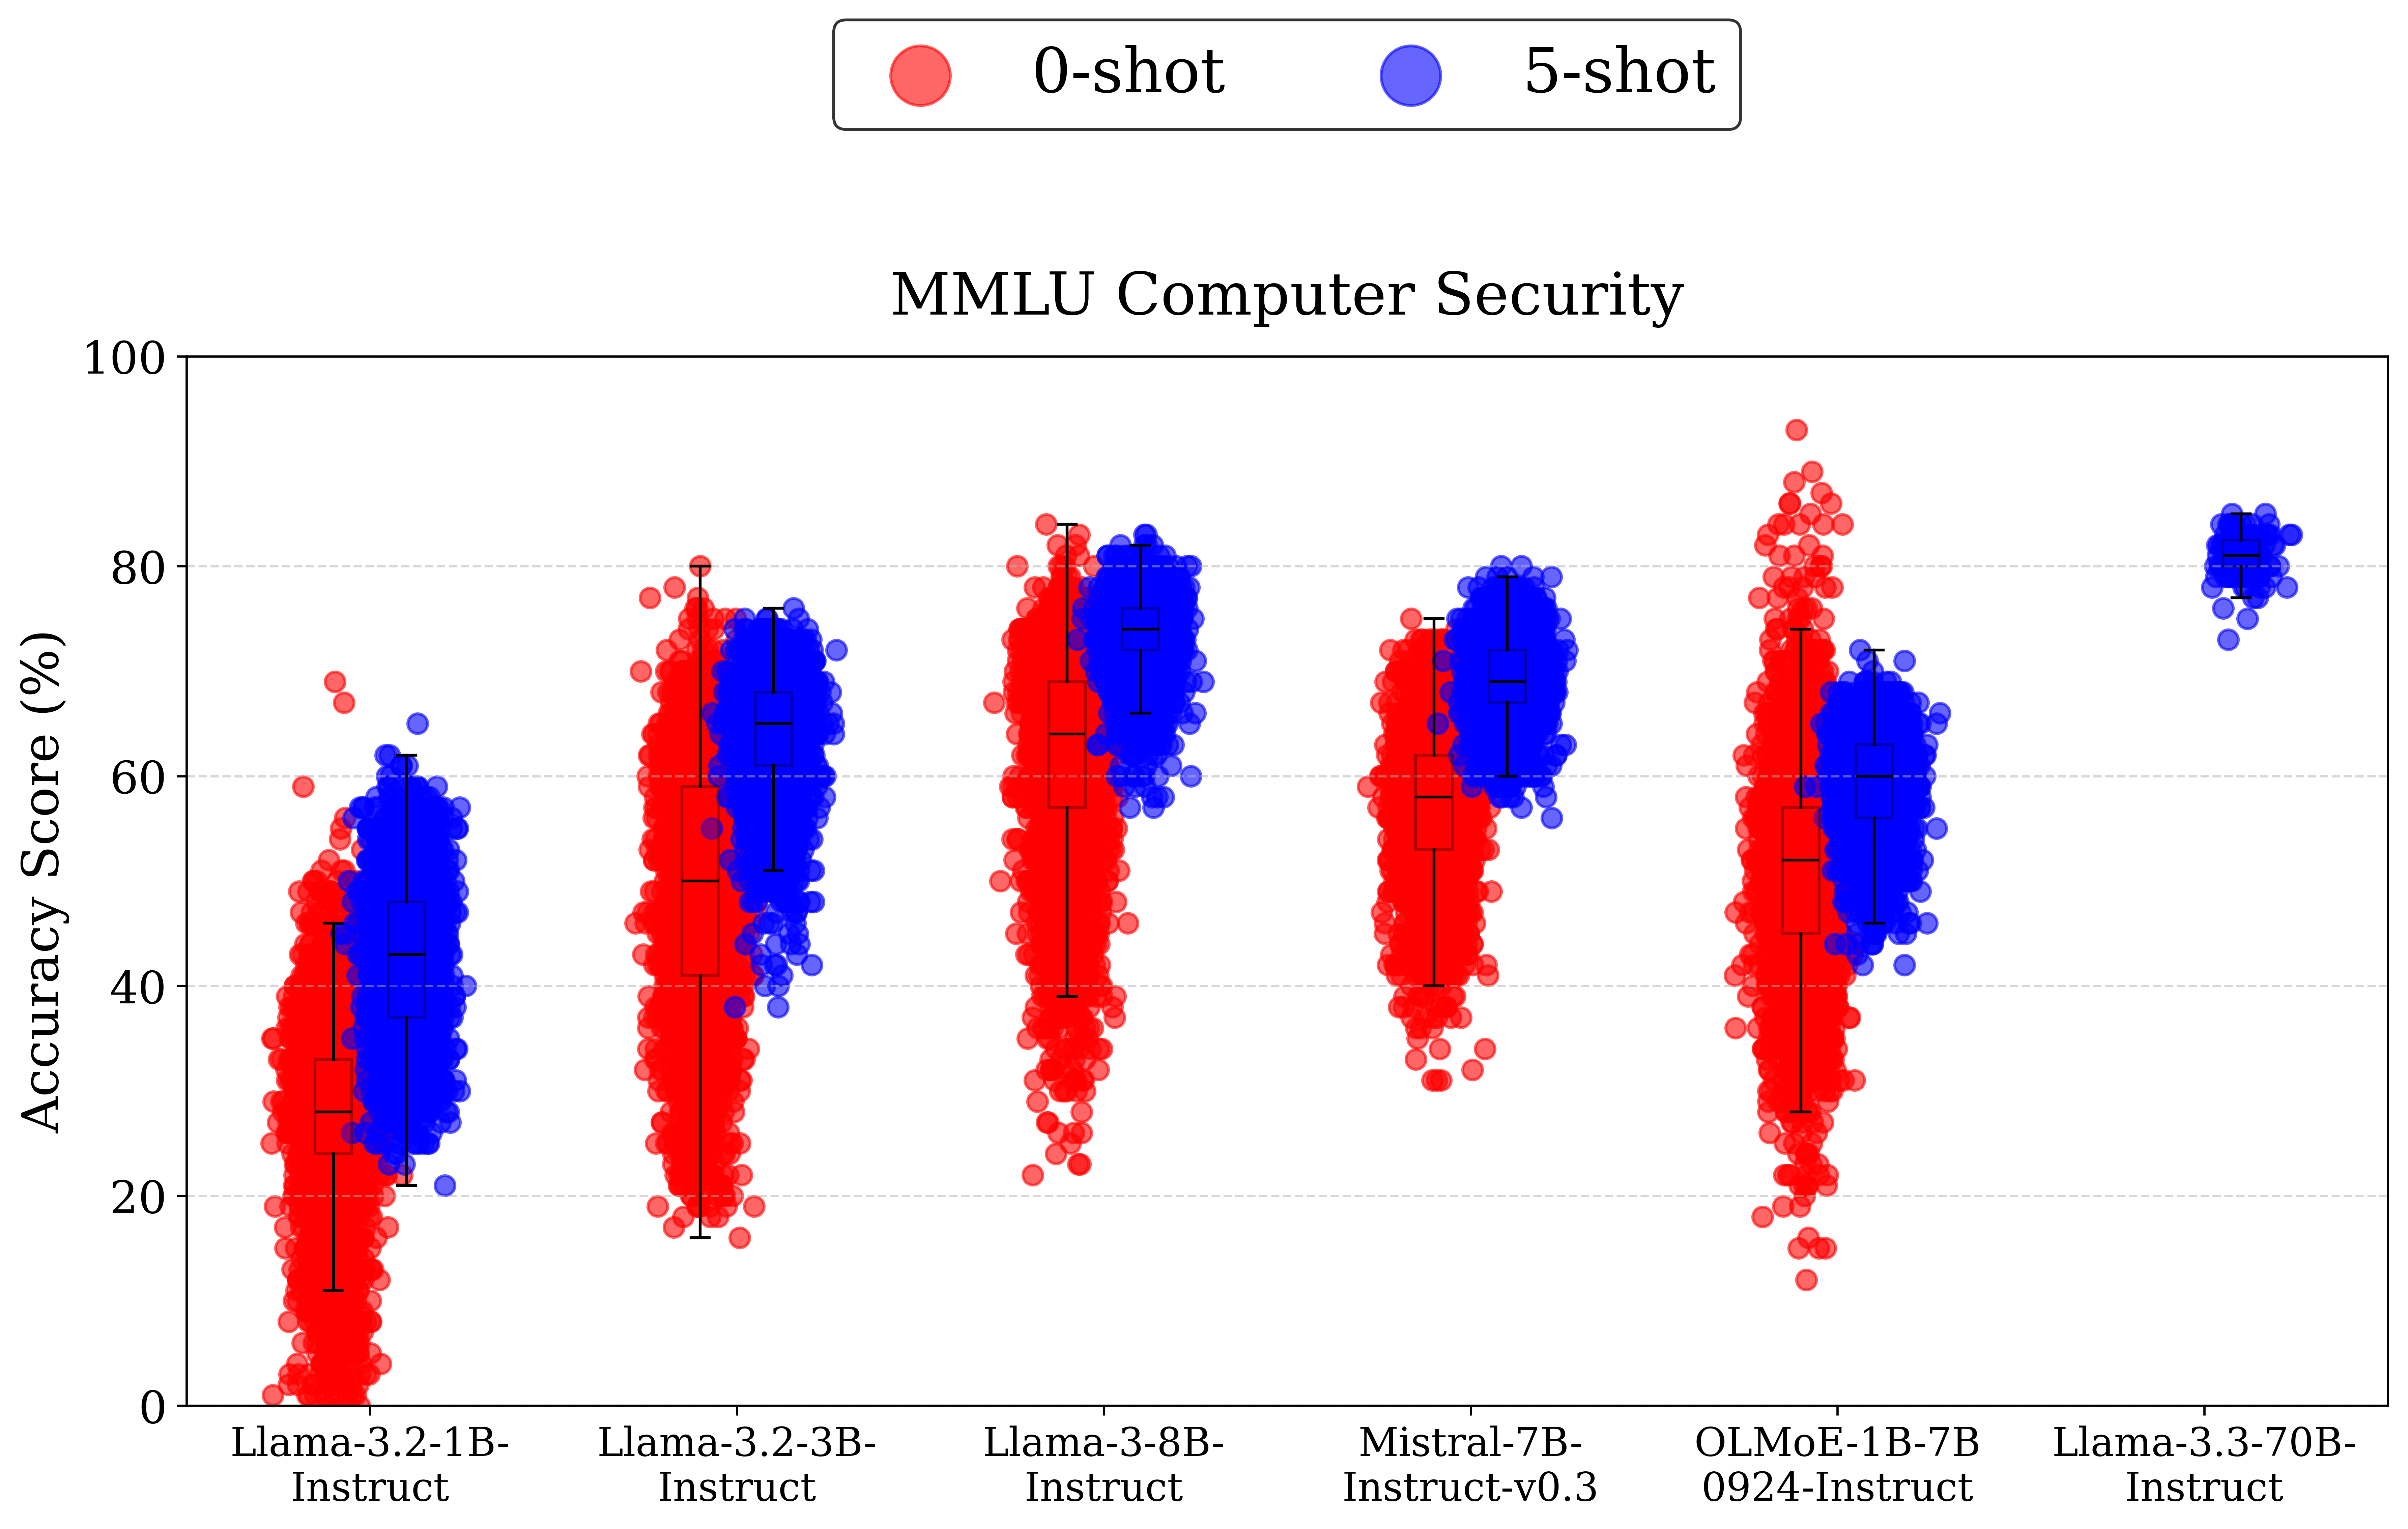 0-shot 5-shot
MMLU Computer Security
Accuracy Score (%)
100
80
60
40
20
0
Llama-3.2-1B-
Instruct
Llama-3.2-3B-
Instruct
Llama-3-8B-
Instruct
Mistral-7B-
Instruct-v0.3
OLMoE-1B-7B
0924-Instruct
Llama-3.3-70B-
Instruct